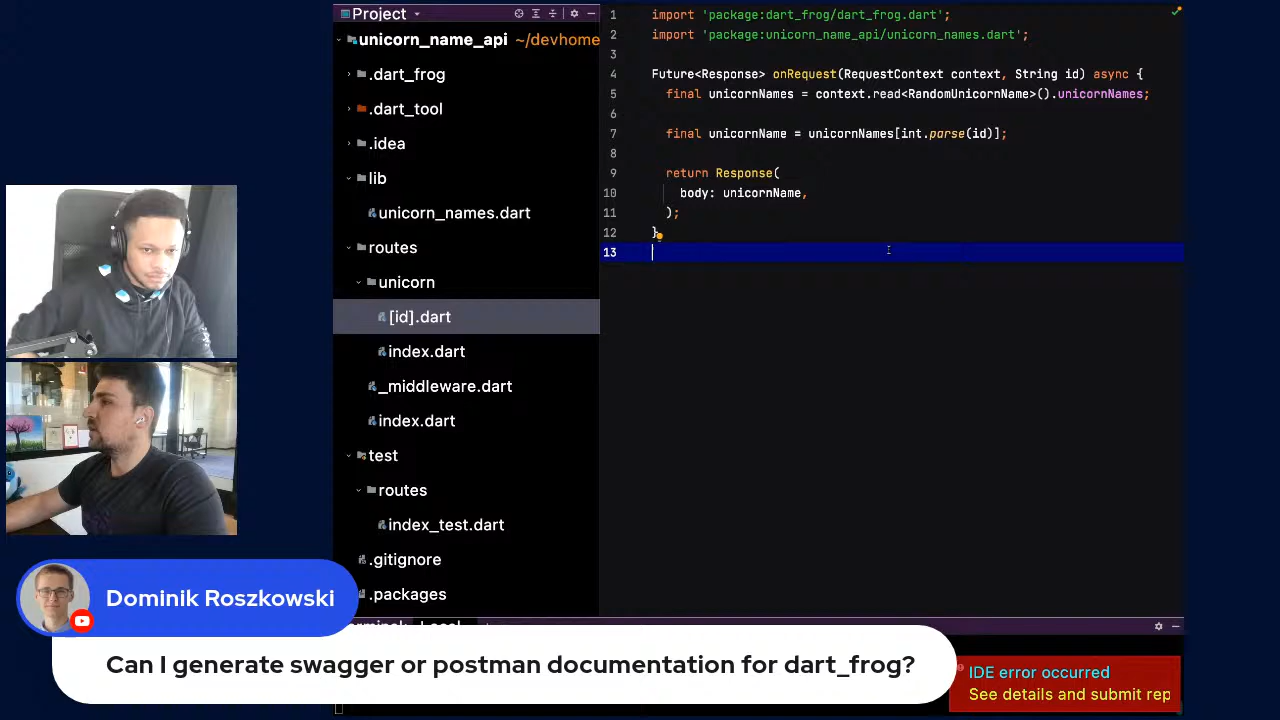 Project
unicorn_name_api ~/devhome
.dart_frog
.dart_tool
.idea
lib
unicorn_names.dart
routes
unicorn
[id].dart
index.dart
_middleware.dart
index.dart
test
routes
index_test.dart
.gitignore
.packages
1 import 'package:dart_frog/dart_frog.dart';
2 import 'package:unicorn_name_api/unicorn_names.dart';
3
4 Future<Response> onRequest(RequestContext context, String id) async {
5 final unicornNames = context.read<RandomUnicornName>().unicornNames;
6
7 final unicornName = unicornNames[int.parse(id)];
8
9 return Response(
10 body: unicornName,
11 );
12 }
13
Local
IDE error occurred
See details and submit rep
Dominik Roszkowski
Can I generate swagger or postman documentation for dart_frog?